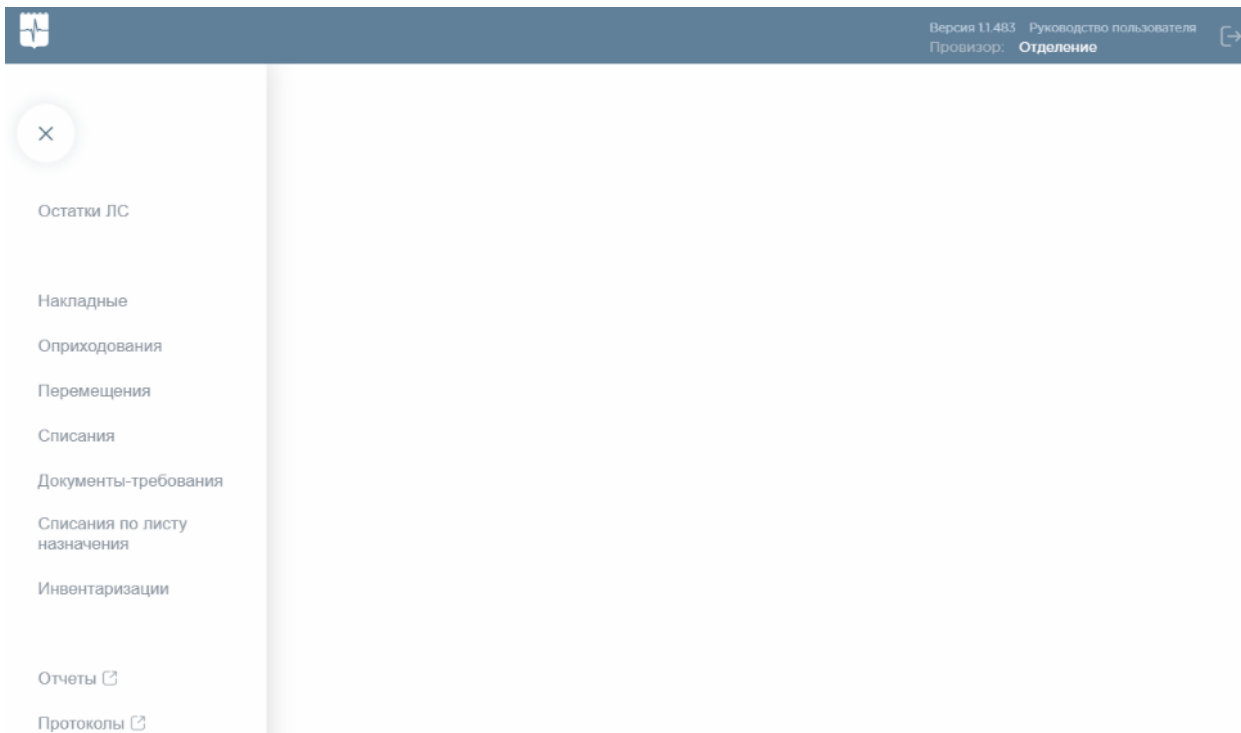 Версия 1.1.483 Руководство пользователя
Провизор: Отделение
Остатки ЛС
Накладные
Оприходования
Перемещения
Списания
Документы-требования
Списания по листу
назначения
Инвентаризации
Отчеты
Протоколы